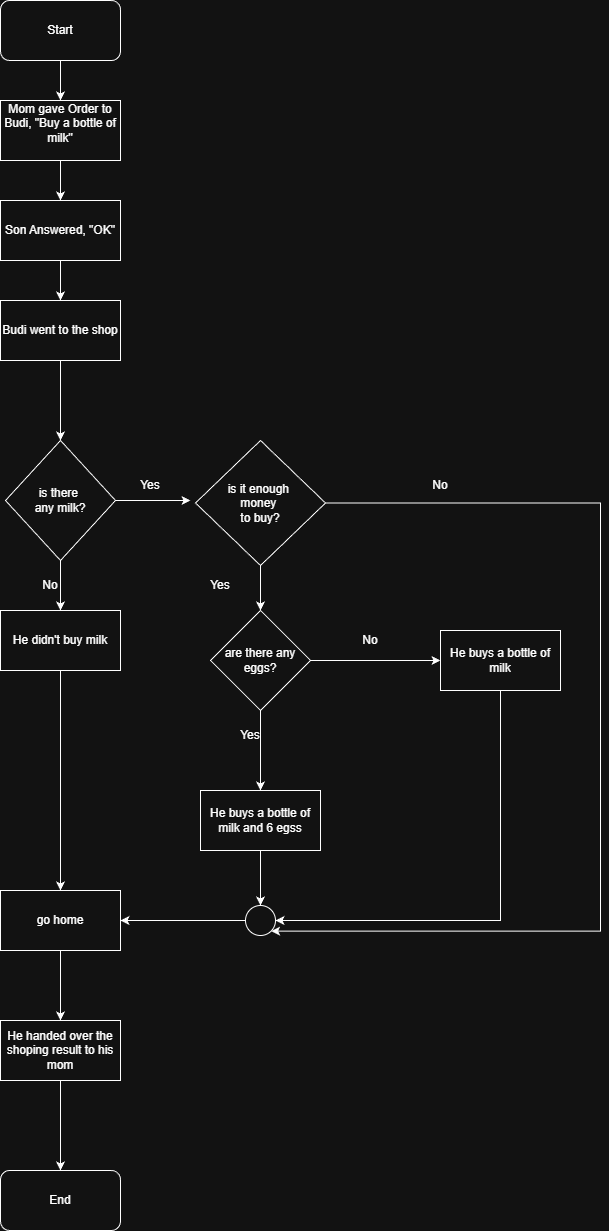 Start
Mom gave Order to
Budi, "Buy a bottle of
milk"
Son Answered, "OK"
Budi went to the shop
is there
any milk?
Yes
is it enough
money
to buy?
No
No
Yes
He didn't buy milk
are there any
eggs?
No
He buys a bottle of
milk
Yes
He buys a bottle of
milk and 6 egss
go home
He handed over the
shoping result to his
mom
End